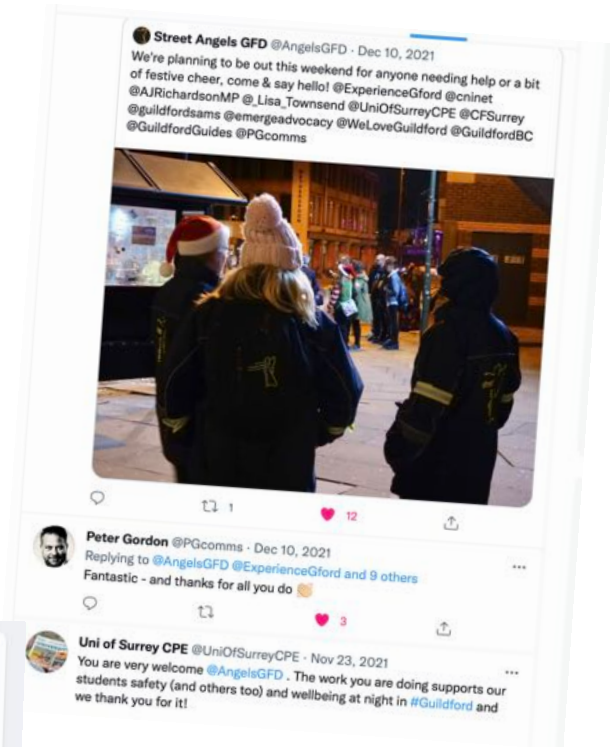 Street Angels GFD @AngelsGFD · Dec 10, 2021
We're planning to be out this weekend for anyone needing help or a bit
of festive cheer, come & say hello! @ExperienceGford @cninet
@AJRichardsonMP @_Lisa_Townsend @UniOfSurreyCPE @CFSurrey
@guildfordsams @emergeadvocacy @WeLoveGuildford @GuildfordBC
@GuildfordGuides @PGcomms
1
12
Peter Gordon @PGcomms · Dec 10, 2021
Replying to @AngelsGFD @ExperienceGford and 9 others
Fantastic - and thanks for all you do 👏🏼
3
Uni of Surrey CPE @UniOfSurreyCPE · Nov 23, 2021
You are very welcome @AngelsGFD . The work you are doing supports our
students safety (and others too) and wellbeing at night in #Guildford and
we thank you for it!